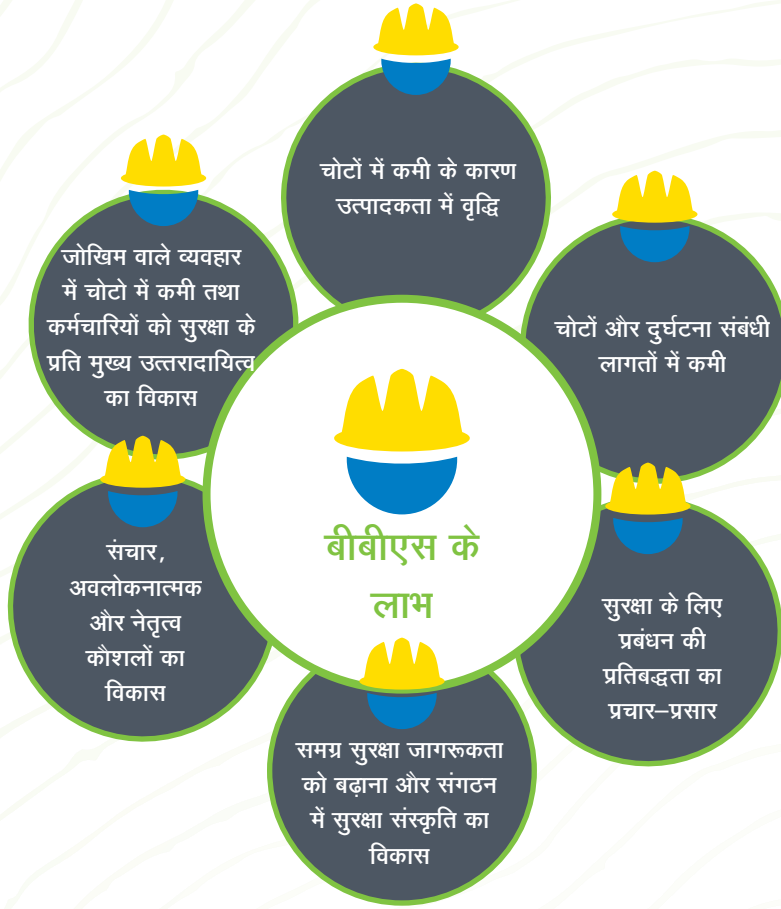 चोटों में कमी के कारण
उत्पादकता में वृद्धि
जोखिम वाले व्यवहार
में चोटो में कमी तथा
कर्मचारियों को सुरक्षा के
प्रति मुख्य उत्तरादायित्व
का विकास
चोटों और दुर्घटना संबंधी
लागतों में कमी
बीबीएस के
लाभ
संचार,
अवलोकनात्मक
और नेतृत्व
कौशलों का
विकास
सुरक्षा के लिए
प्रबंधन की
प्रतिबद्धता का
प्रचार–प्रसार
समग्र सुरक्षा जागरूकता
को बढ़ाना और संगठन
में सुरक्षा संस्कृति का
विकास